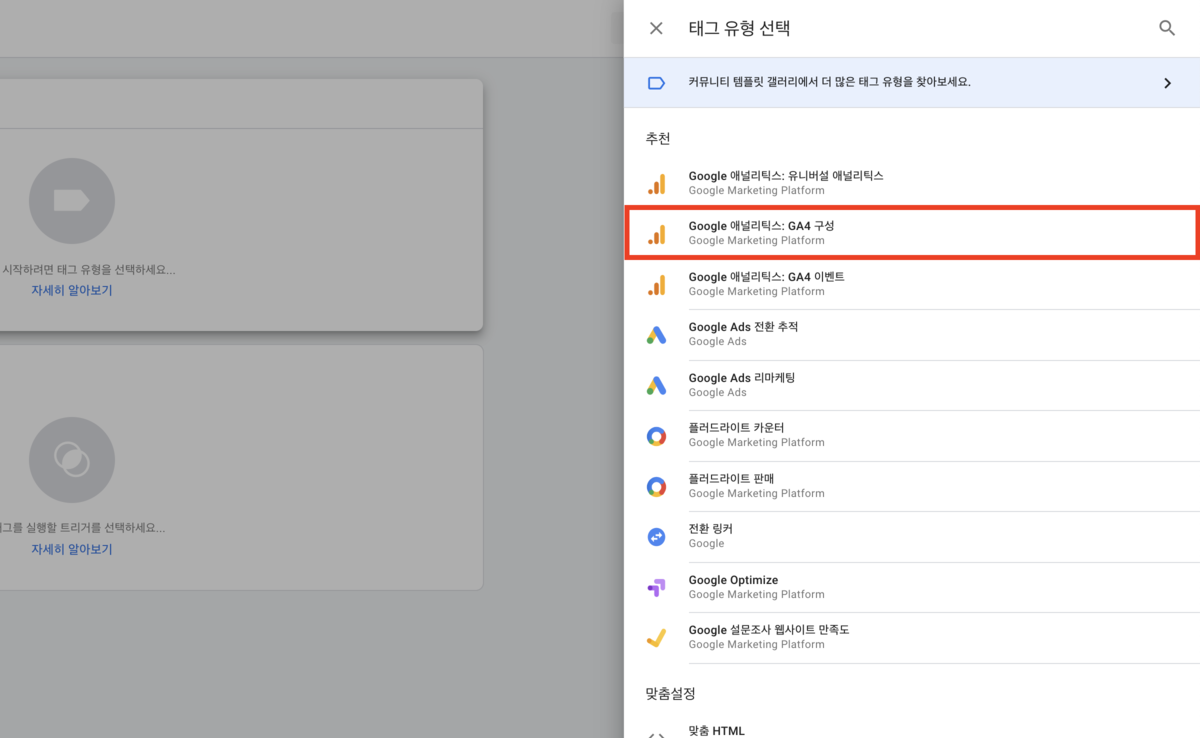 태그 유형 선택
커뮤니티 템플릿 갤러리에서 더 많은 태그 유형을 찾아보세요.
추천
Google 애널리틱스: 유니버설 애널리틱스
Google Marketing Platform
Google 애널리틱스: GA4 구성
Google Marketing Platform
Google 애널리틱스: GA4 이벤트
Google Marketing Platform
Google Ads 전환 추적
Google Ads
Google Ads 리마케팅
Google Ads
플러드라이트 카운터
Google Marketing Platform
플러드라이트 판매
Google Marketing Platform
전환 링커
Google
Google Optimize
Google Marketing Platform
Google 설문조사 웹사이트 만족도
Google Marketing Platform
맞춤설정
맞춤 HTML
시작하려면 태그 유형을 선택하세요...
자세히 알아보기
실행할 트리거를 선택하세요...
자세히 알아보기